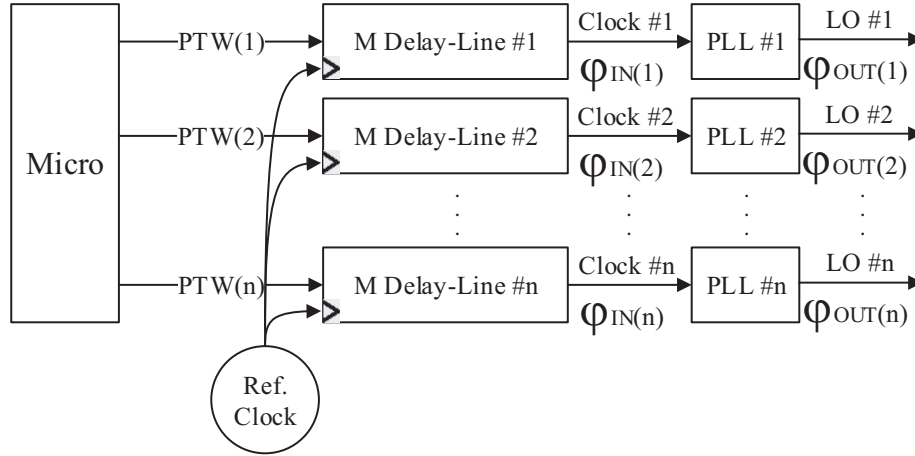 Micro
PTW(1)
M Delay-Line #1
Clock #1
φIN(1)
PLL #1
LO #1
φOUT(1)
PTW(2)
M Delay-Line #2
Clock #2
φIN(2)
PLL #2
LO #2
φOUT(2)
PTW(n)
M Delay-Line #n
Clock #n
φIN(n)
PLL #n
LO #n
φOUT(n)
Ref.
Clock